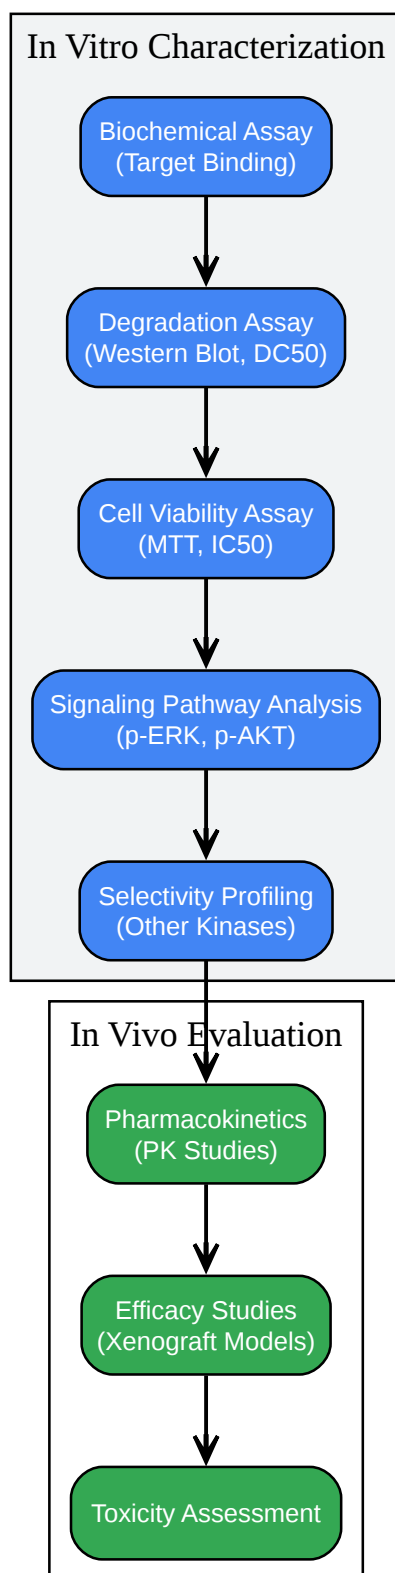 In Vitro Characterization
Biochemical Assay
(Target Binding)
Degradation Assay
(Western Blot, DC50)
Cell Viability Assay
(MTT, IC50)
Signaling Pathway Analysis
(p-ERK, p-AKT)
Selectivity Profiling
(Other Kinases)
In Vivo Evaluation
Pharmacokinetics
(PK Studies)
Efficacy Studies
(Xenograft Models)
Toxicity Assessment